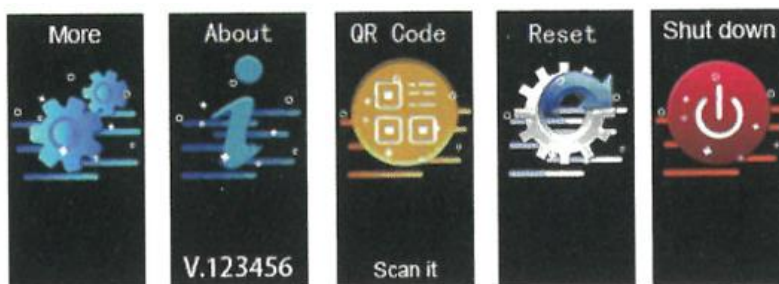 More
About
QR Code
Reset
Shut down
V.123456
Scan it